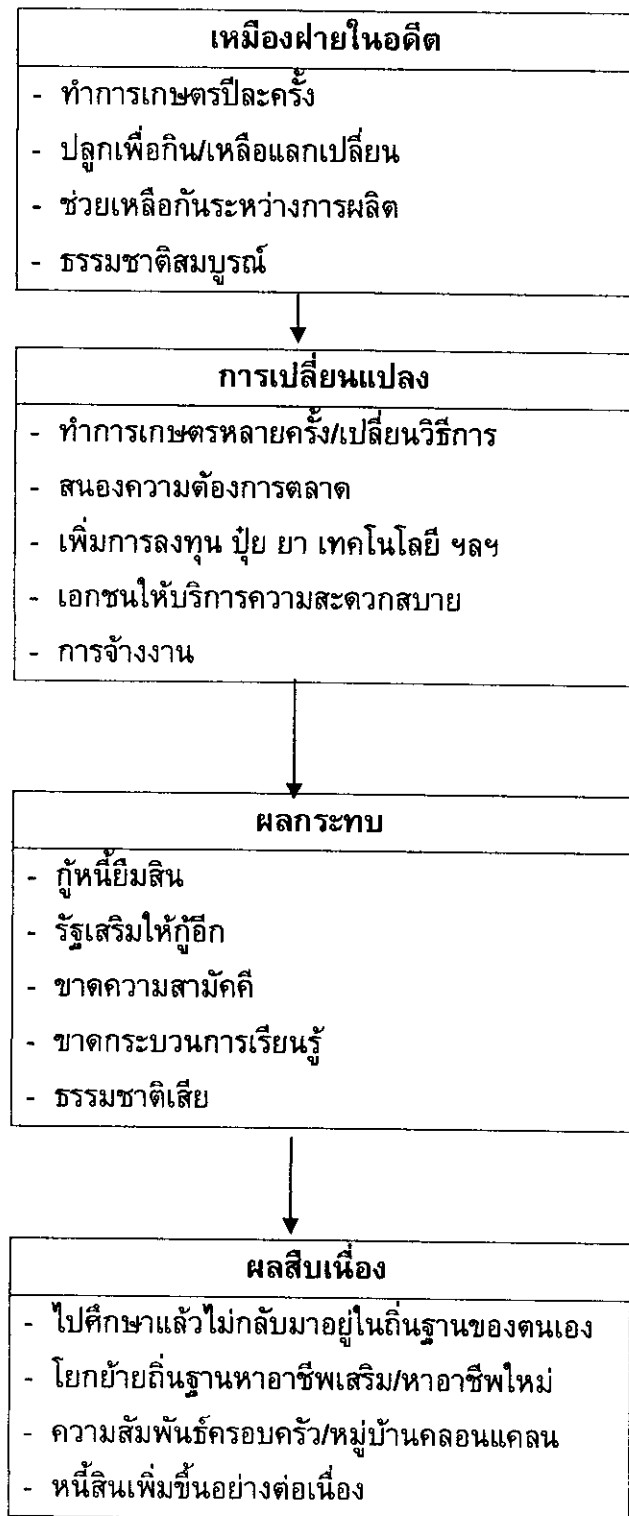 เหมืองฝายในอดีต
- ทำการเกษตรปีละครั้ง
- ปลูกเพื่อกิน/เหลือแลกเปลี่ยน
- ช่วยเหลือกันระหว่างการผลิต
- ธรรมชาติสมบูรณ์
การเปลี่ยนแปลง
- ทำการเกษตรหลายครั้ง/เปลี่ยนวิธีการ
- สนองความต้องการตลาด
- เพิ่มการลงทุน ปุ๋ย ยา เทคโนโลยี ฯลฯ
- เอกชนให้บริการความสะดวกสบาย
- การจ้างงาน
ผลกระทบ
- กู้หนี้ยืมสิน
- รัฐเสริมให้กู้อีก
- ขาดความสามัคคี
- ขาดกระบวนการเรียนรู้
- ธรรมชาติเสีย
ผลสืบเนื่อง
- ไปศึกษาแล้วไม่กลับมาอยู่ในถิ่นฐานของตนเอง
- โยกย้ายถิ่นฐานหาอาชีพเสริม/หาอาชีพใหม่
- ความสัมพันธ์ครอบครัว/หมู่บ้านคลอนแคลน
- หนี้สินเพิ่มขึ้นอย่างต่อเนื่อง